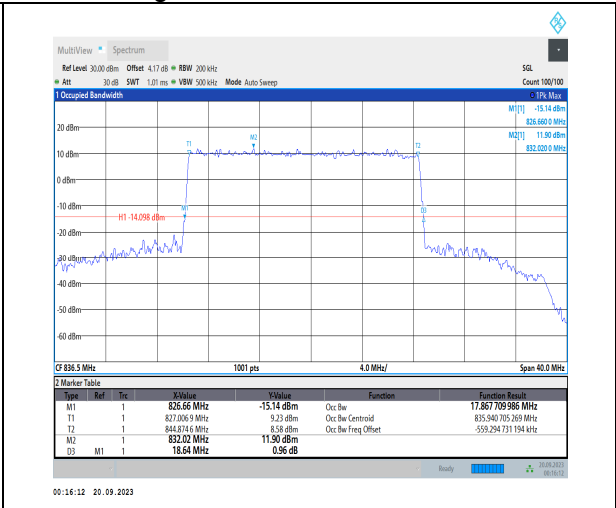 MultiView Spectrum
Ref Level 30.00 dBm Offset 4.17 dB RBW 200 kHz SGL
Att 30 dB SWT 1.01 ms VBW 500 kHz Mode Auto Sweep Count 100/100
1 Occupied Bandwidth 1Pk Max
M1[1] -15.14 dBm
826.660 0 MHz
M2[1] 11.90 dBm
832.020 0 MHz
20 dBm
M2
T1 T2
10 dBm
0 dBm
-10 dBm
M1 D3
H1 -14.098 dBm
-20 dBm
-30 dBm
-40 dBm
-50 dBm
-60 dBm
CF 836.5 MHz 1001 pts 4.0 MHz/ Span 40.0 MHz
2 Marker Table
Type Ref Trc X-Value Y-Value Function Function Result
M1 1 826.66 MHz -15.14 dBm Occ Bw 17.867 709 986 MHz
T1 1 827.006 9 MHz 9.23 dBm Occ Bw Centroid 835.940 705 269 MHz
T2 1 844.874 6 MHz 8.58 dBm Occ Bw Freq Offset -559.294 731 194 kHz
M2 1 832.02 MHz 11.90 dBm
D3 M1 1 18.64 MHz 0.96 dB
Ready 20.09.2023
00:16:12
00:16:12 20.09.2023